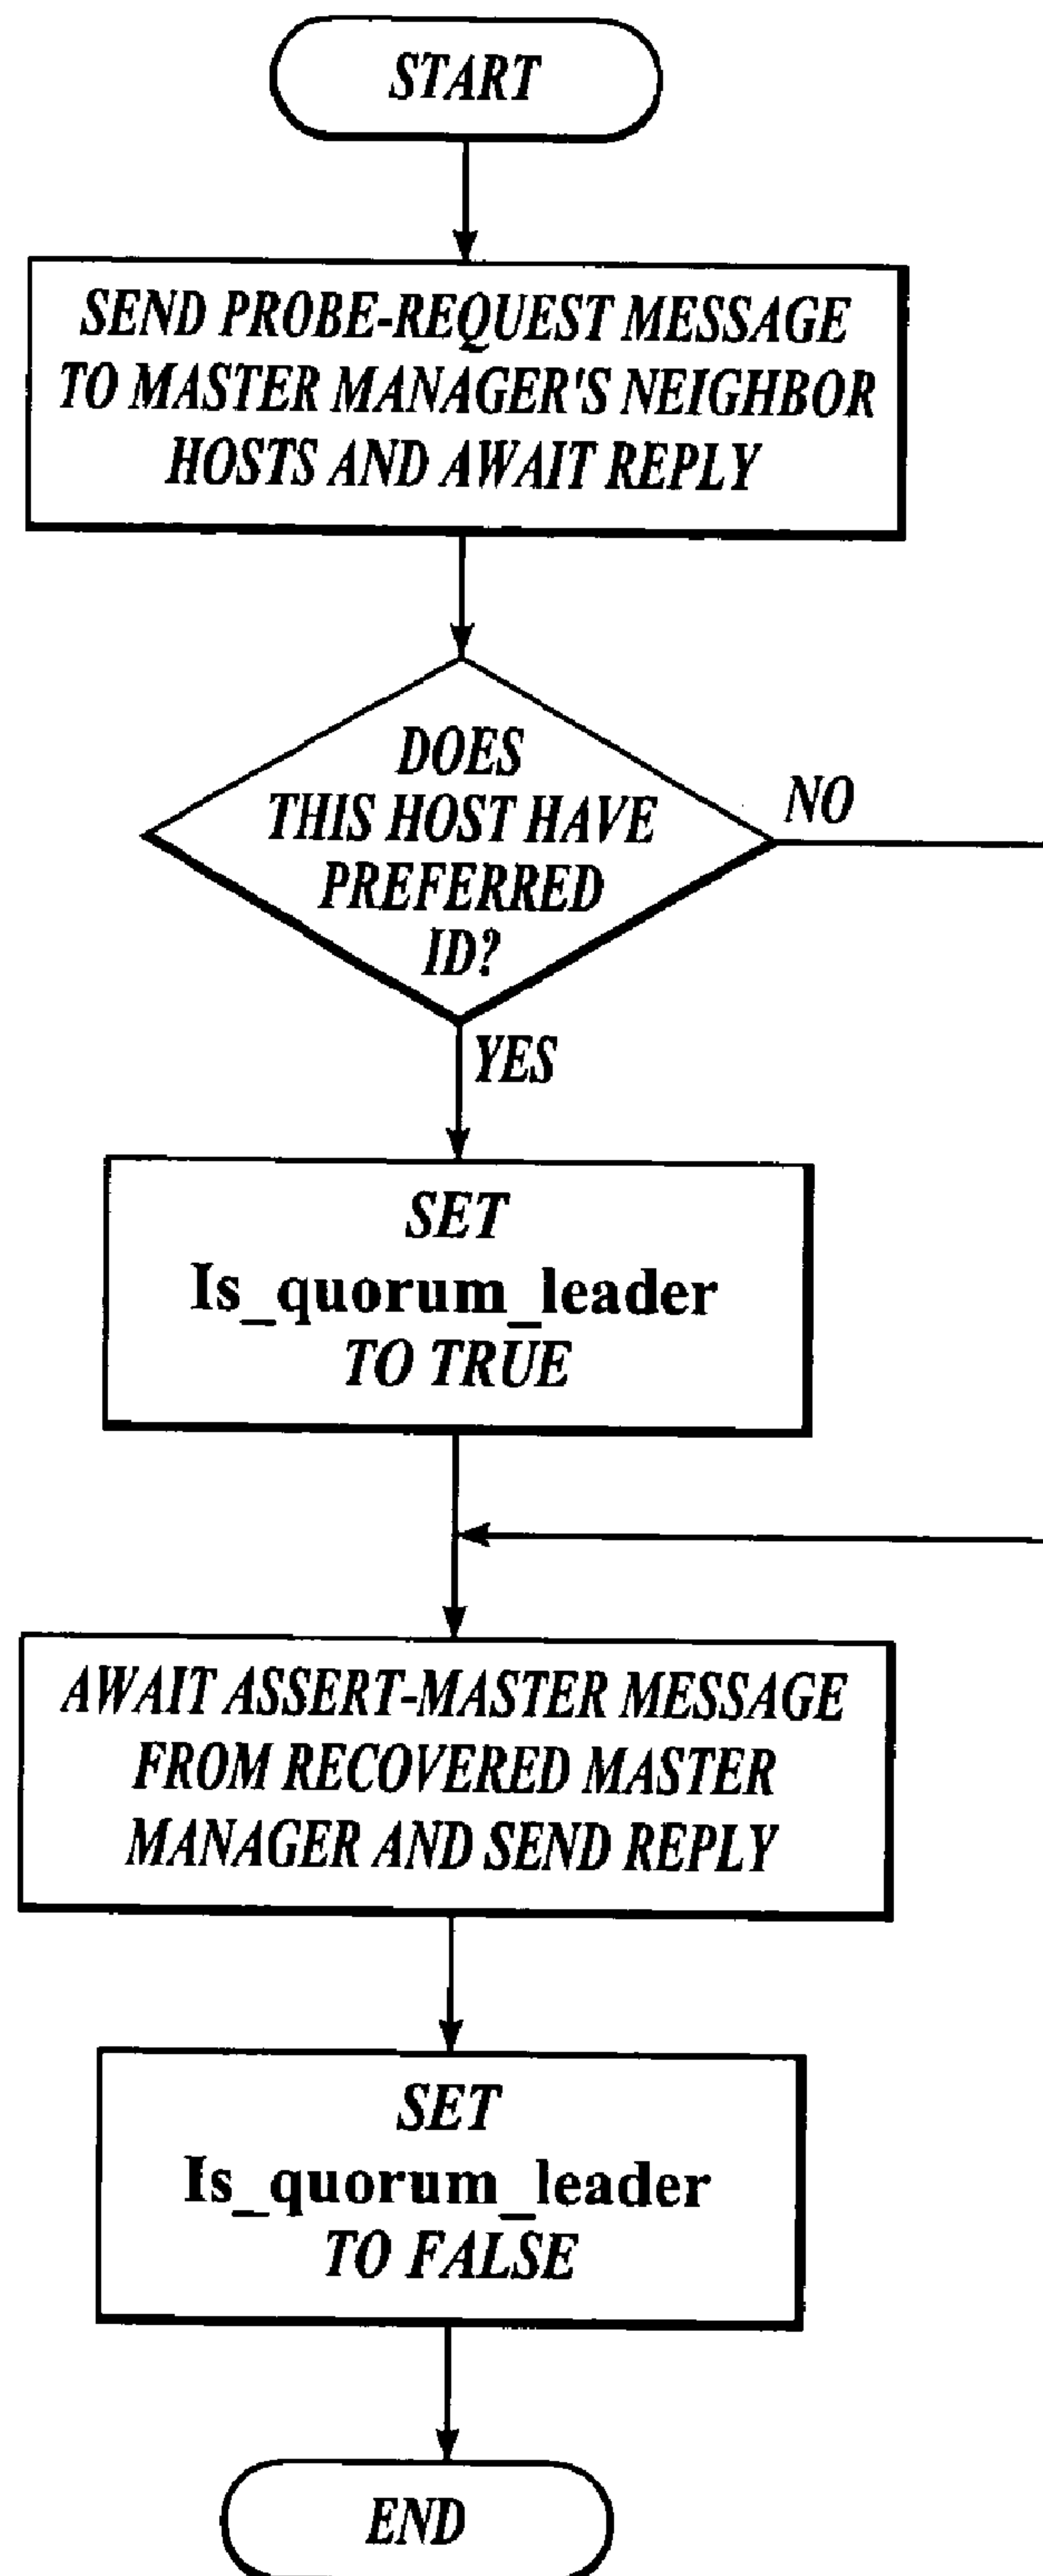 START
SEND PROBE-REQUEST MESSAGE
TO MASTER MANAGER'S NEIGHBOR
HOSTS AND AWAIT REPLY
DOES
THIS HOST HAVE
PREFERRED
ID?
NO
YES
SET
Is_quorum_leader
TO TRUE
AWAIT ASSERT-MASTER MESSAGE
FROM RECOVERED MASTER
MANAGER AND SEND REPLY
SET
Is_quorum_leader
TO FALSE
END